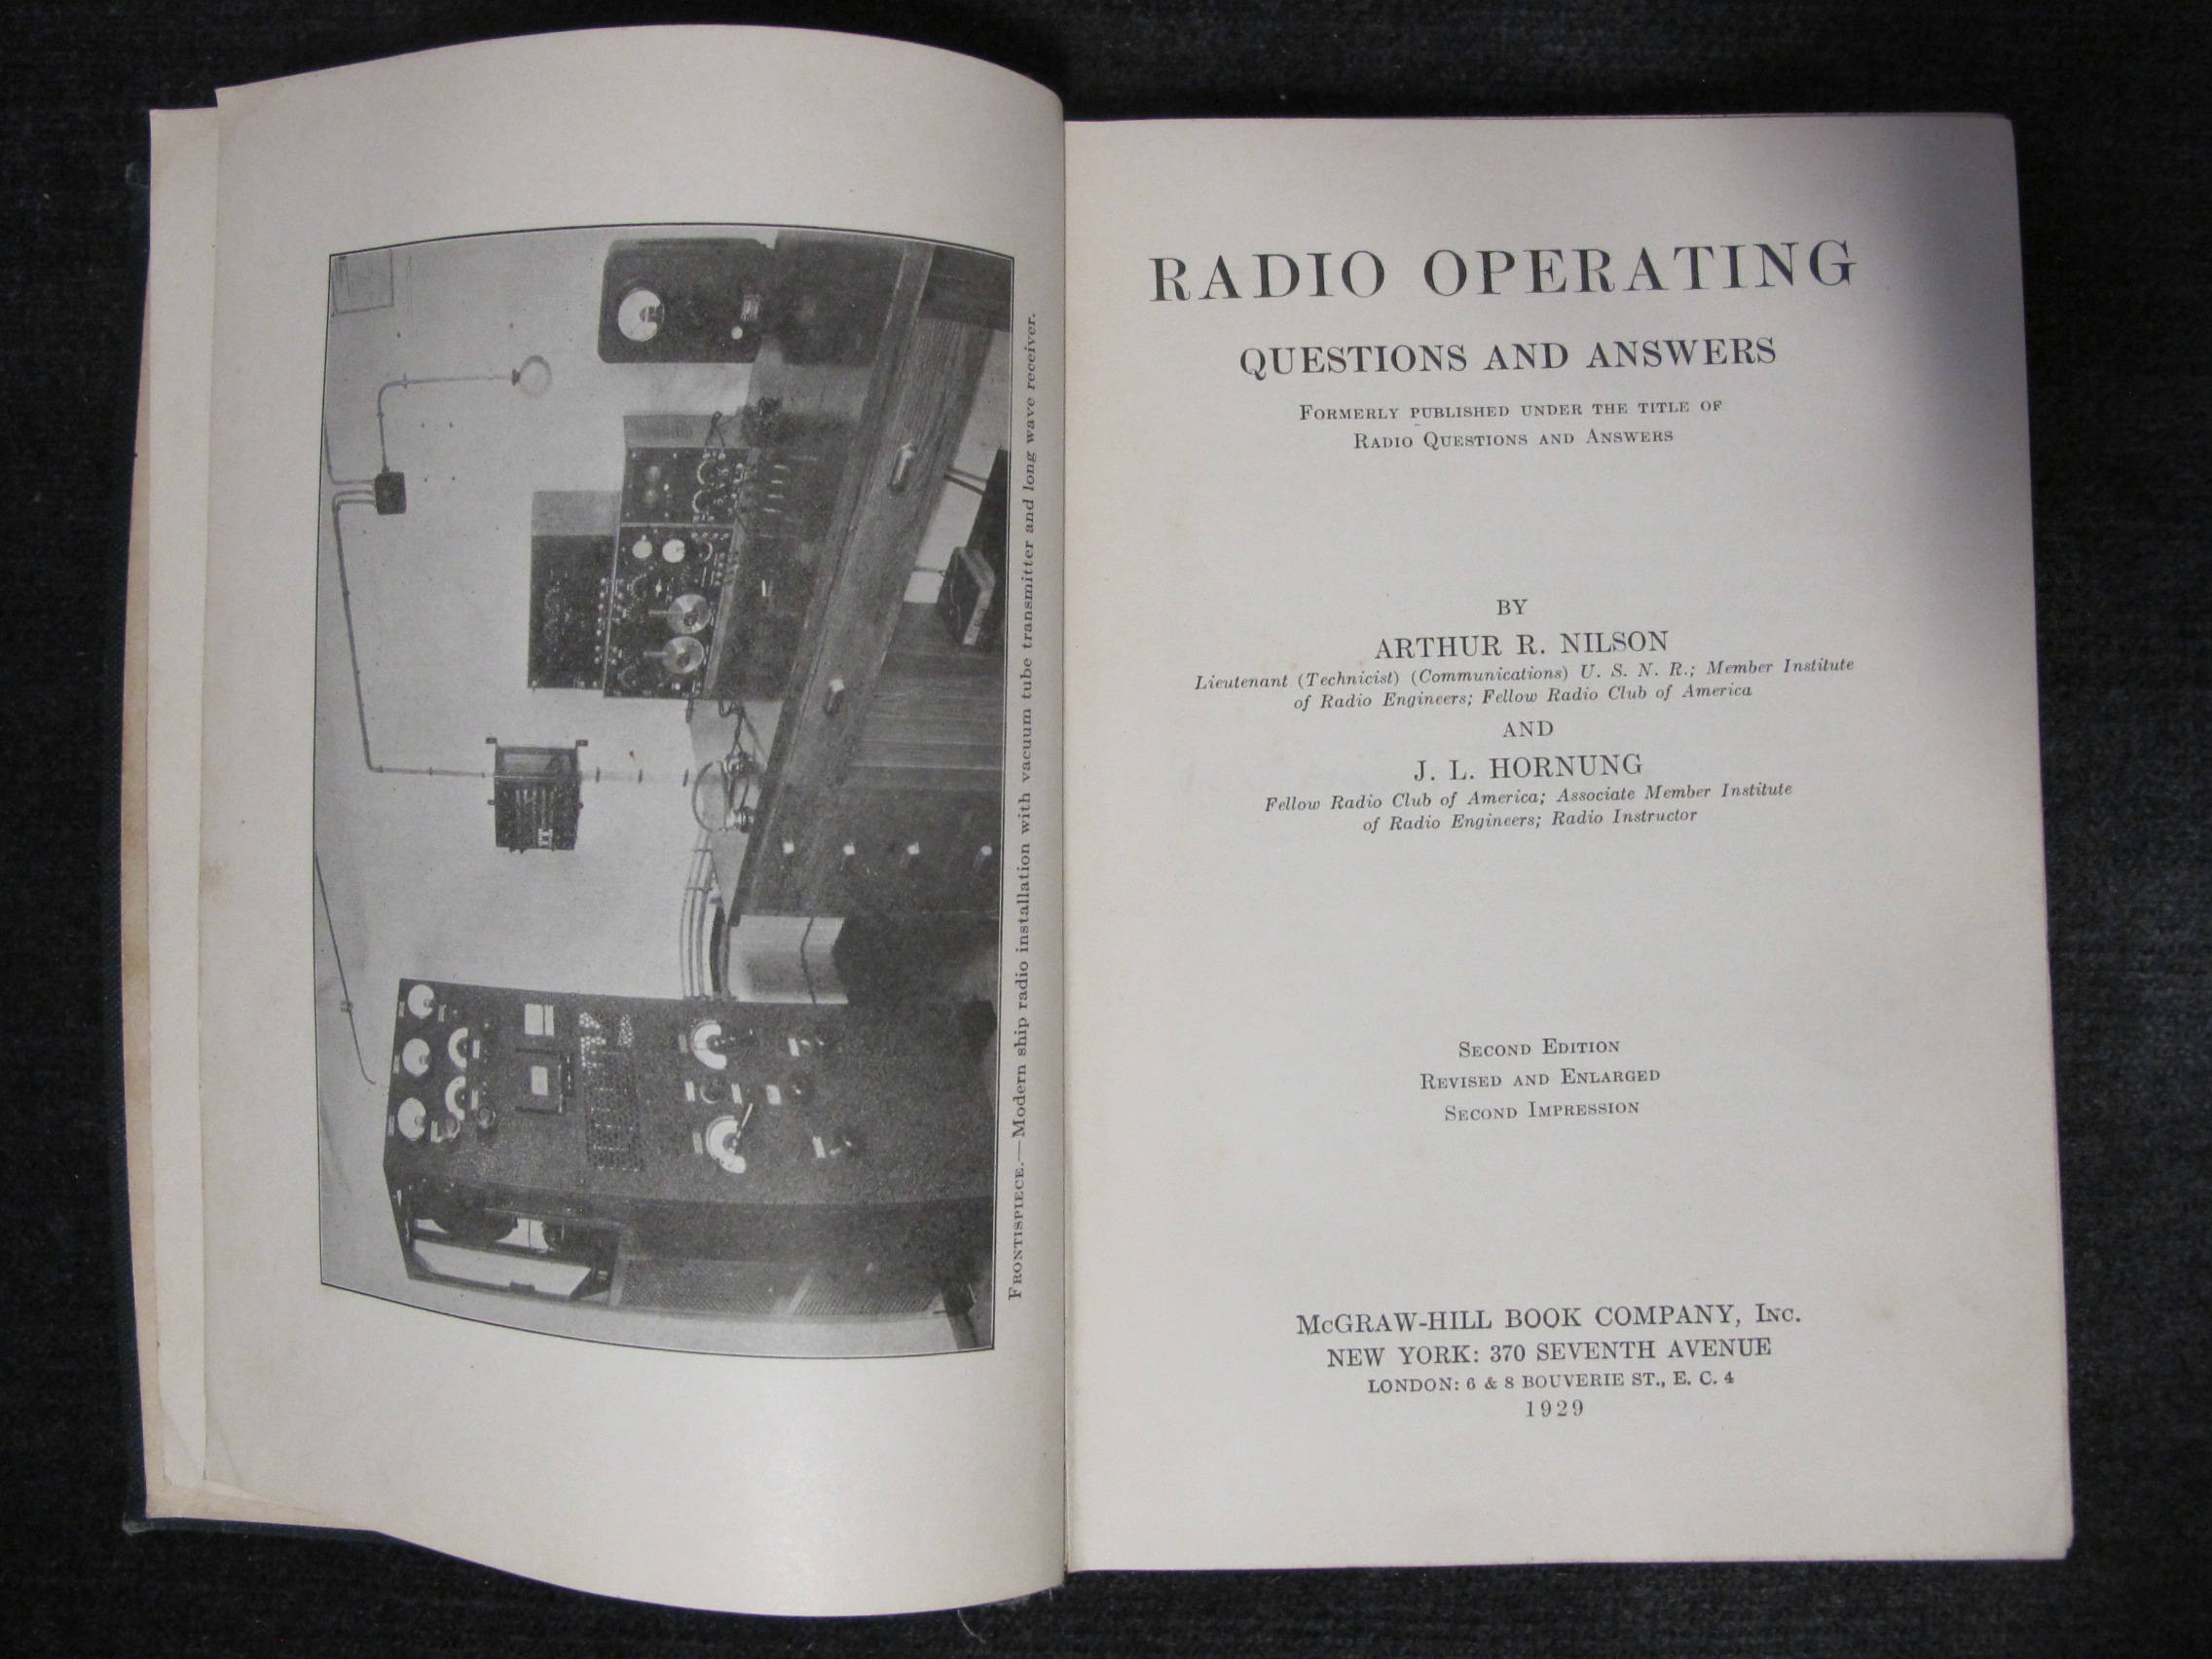 FRONTISPIECE.—Modern ship radio installation with vacuum tube transmitter and long wave receiver.
RADIO OPERATING
QUESTIONS AND ANSWERS
FORMERLY PUBLISHED UNDER THE TITLE OF
RADIO QUESTIONS AND ANSWERS
BY
ARTHUR R. NILSON
Lieutenant (Technicist) (Communications) U. S. N. R.; Member Institute
of Radio Engineers; Fellow Radio Club of America
AND
J. L. HORNUNG
Fellow Radio Club of America; Associate Member Institute
of Radio Engineers; Radio Instructor
SECOND EDITION
REVISED AND ENLARGED
SECOND IMPRESSION
McGRAW-HILL BOOK COMPANY, INC.
NEW YORK: 370 SEVENTH AVENUE
LONDON: 6 & 8 BOUVERIE ST., E. C. 4
1929